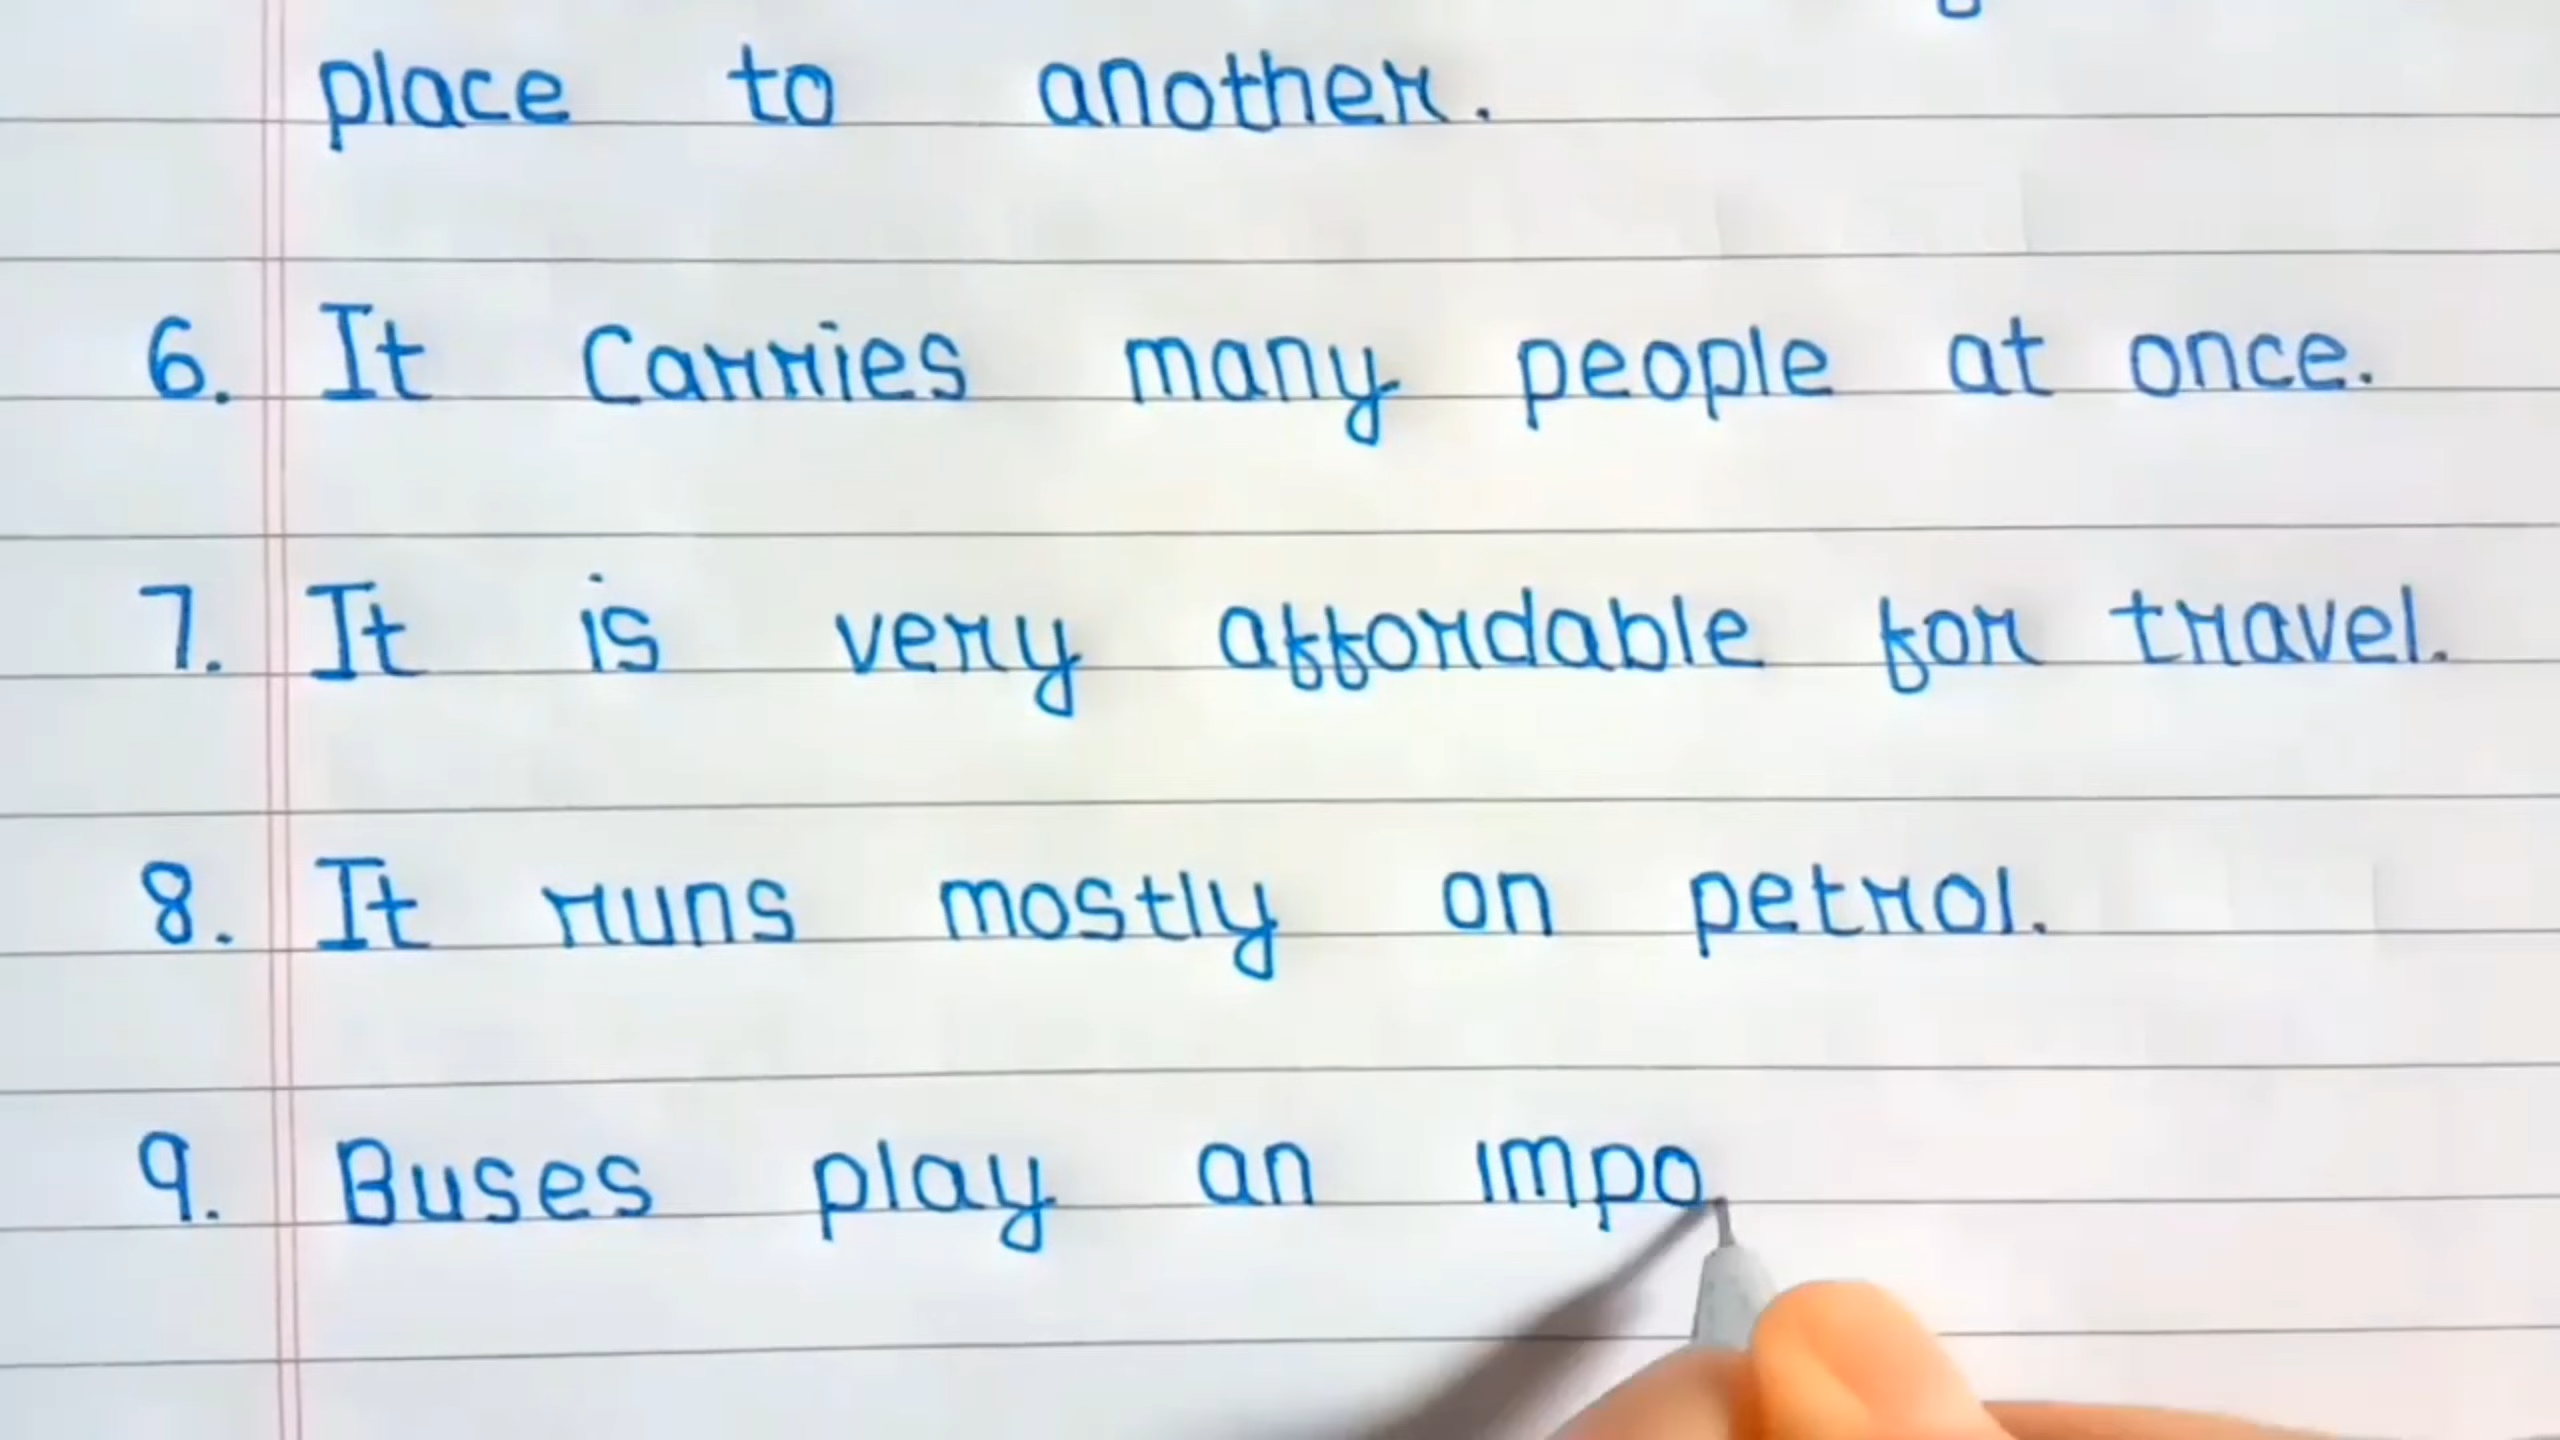 place to another.
6. It Carries many people at once.
7. It is very affordable for travel.
8. It runs mostly on petrol.
9. Buses play an impo